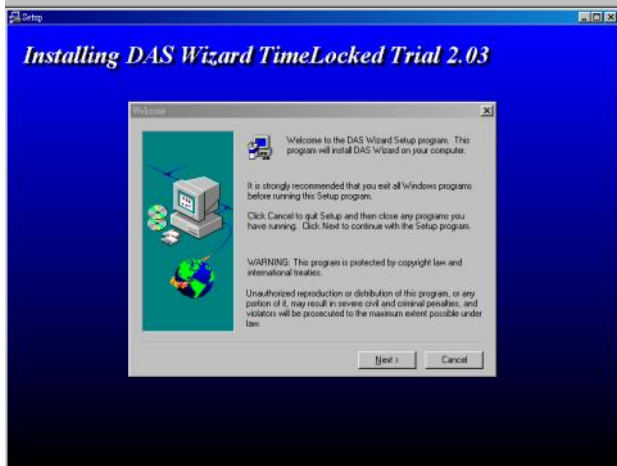 Setup
Installing DAS Wizard TimeLocked Trial 2.03
Welcome
Welcome to the DAS Wizard Setup program. This
program will install DAS Wizard on your computer.
It is strongly recommended that you exit all Windows programs
before running this Setup program.
Click Cancel to quit Setup and then close any programs you
have running. Click Next to continue with the Setup program.
WARNING: This program is protected by copyright law and
international treaties.
Unauthorized reproduction or distribution of this program, or any
portion of it, may result in severe civil and criminal penalties, and
violators will be prosecuted to the maximum extent possible under
law.
Next >
Cancel